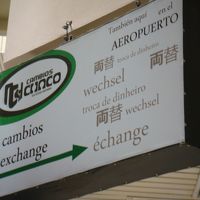 También aquí en el
AEROPUERTO
両替 troca de dinheiro
wechsel 両替
troca de dinheiro
両替 wechsel
échange
CAMBIOS
cambios
exchange